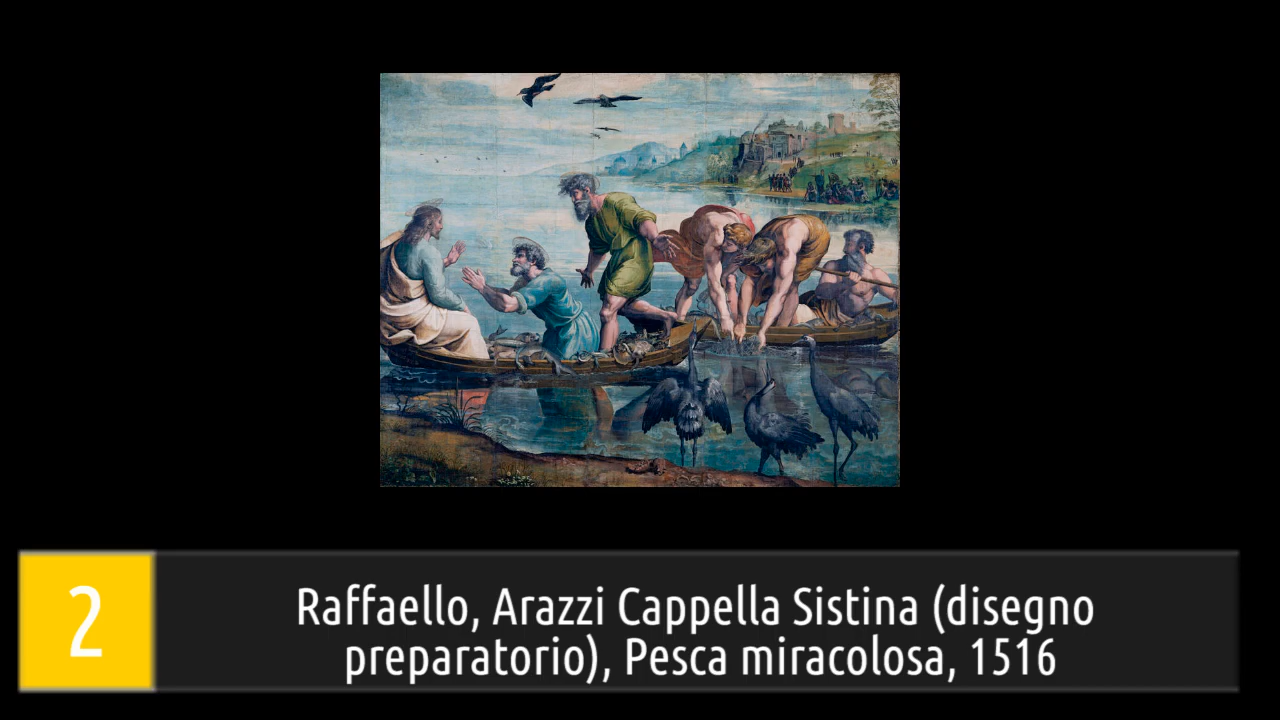 2
Raffaello, Arazzi Cappella Sistina (disegno
preparatorio), Pesca miracolosa, 1516